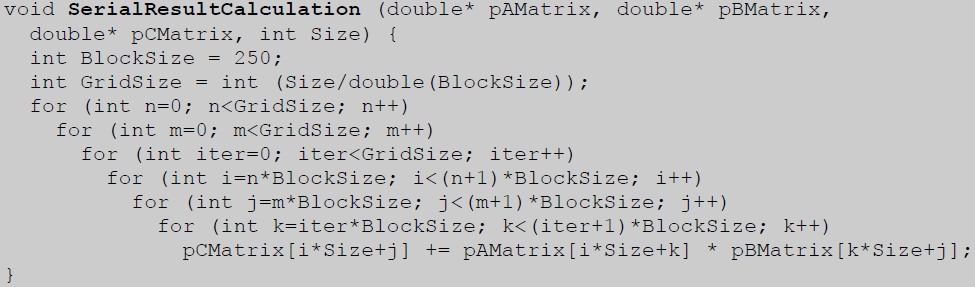 void SerialResultCalculation (double* pAMatrix, double* pBMatrix,
double* pCMatrix, int Size) {
int BlockSize = 250;
int GridSize = int (Size/double(BlockSize));
for (int n=0; n<GridSize; n++)
for (int m=0; m<GridSize; m++)
for (int iter=0; iter<GridSize; iter++)
for (int i=n*BlockSize; i<(n+1)*BlockSize; i++)
for (int j=m*BlockSize; j<(m+1)*BlockSize; j++)
for (int k=iter*BlockSize; k<(iter+1)*BlockSize; k++)
pCMatrix[i*Size+j] += pAMatrix[i*Size+k] * pBMatrix[k*Size+j];
}